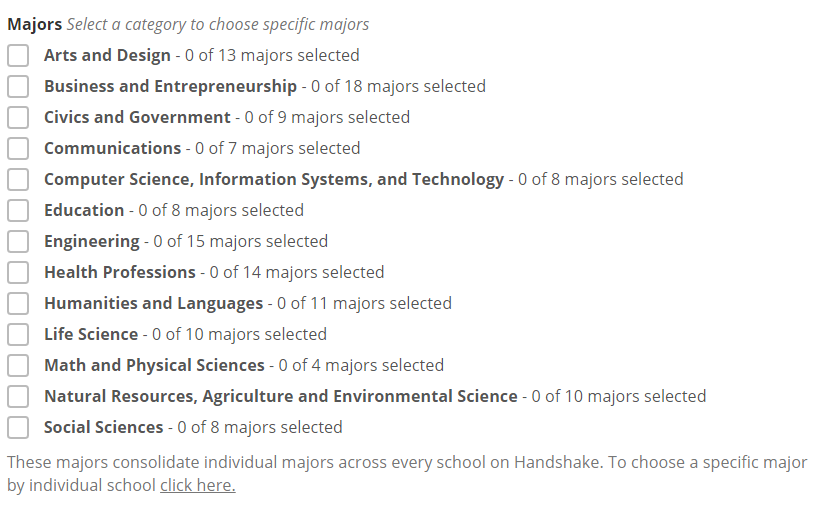 Majors Select a category to choose specific majors
Arts and Design - 0 of 13 majors selected
Business and Entrepreneurship - 0 of 18 majors selected
Civics and Government - 0 of 9 majors selected
Communications - 0 of 7 majors selected
Computer Science, Information Systems, and Technology - 0 of 8 majors selected
Education - 0 of 8 majors selected
Engineering - 0 of 15 majors selected
Health Professions - 0 of 14 majors selected
Humanities and Languages - 0 of 11 majors selected
Life Science - 0 of 10 majors selected
Math and Physical Sciences - 0 of 4 majors selected
Natural Resources, Agriculture and Environmental Science - 0 of 10 majors selected
Social Sciences - 0 of 8 majors selected
These majors consolidate individual majors across every school on Handshake. To choose a specific major
by individual school click here.